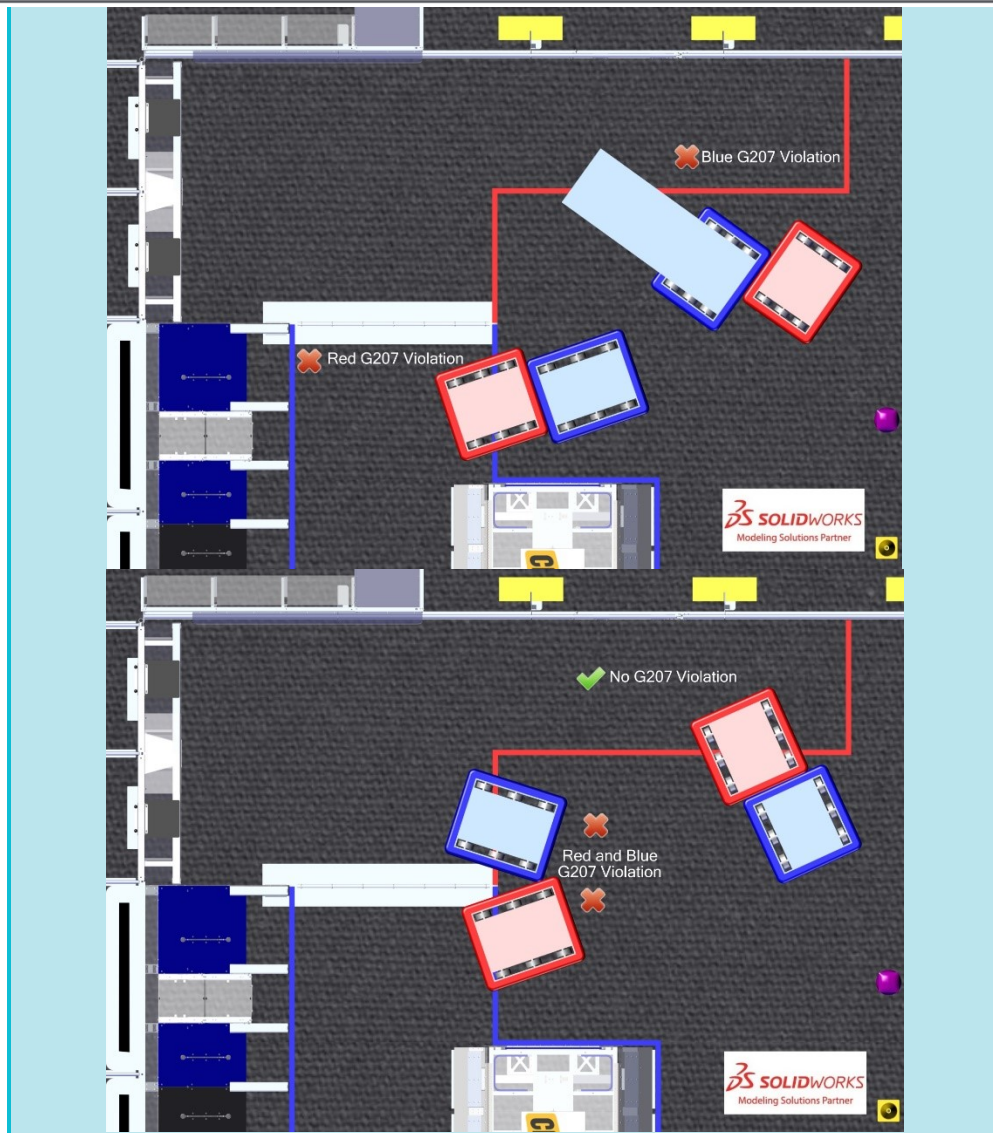 Blue G207 Violation
Red G207 Violation
SOLIDWORKS
Modeling Solutions Partner
No G207 Violation
Red and Blue
G207 Violation
SOLIDWORKS
Modeling Solutions Partner